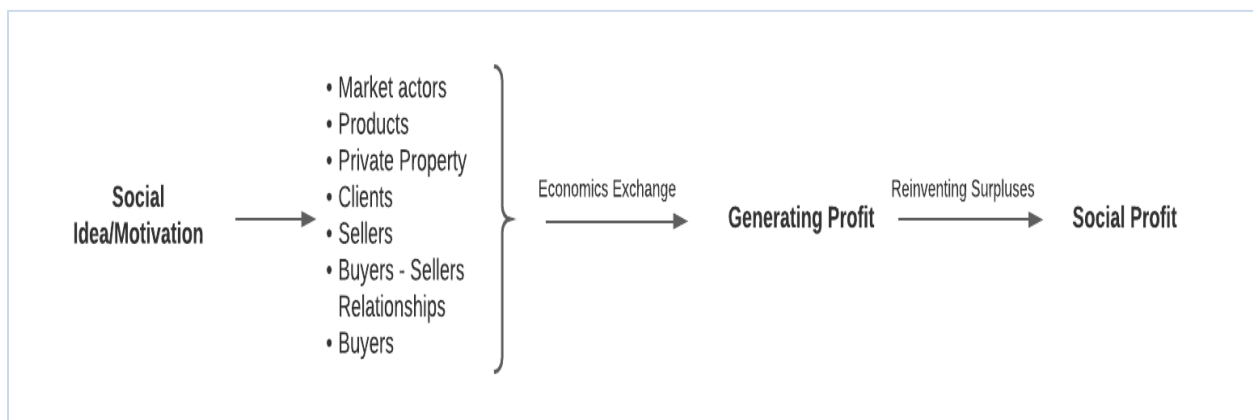 Social
Idea/Motivation
• Market actors
• Products
• Private Property
• Clients
• Sellers
• Buyers - Sellers
Relationships
• Buyers
Economics Exchange
Generating Profit
Reinventing Surpluses
Social Profit